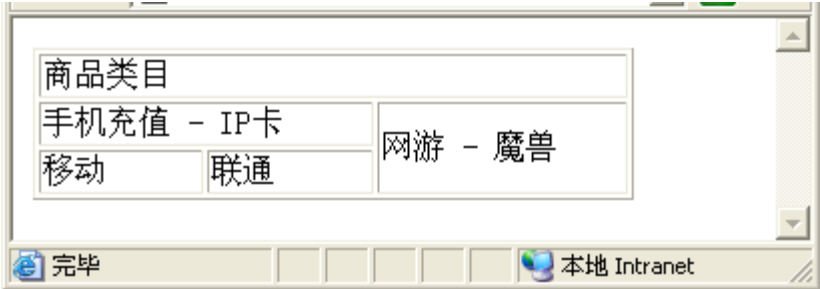 商品类目
手机充值 - IP卡
网游 - 魔兽
移动 联通
完毕 本地 Intranet